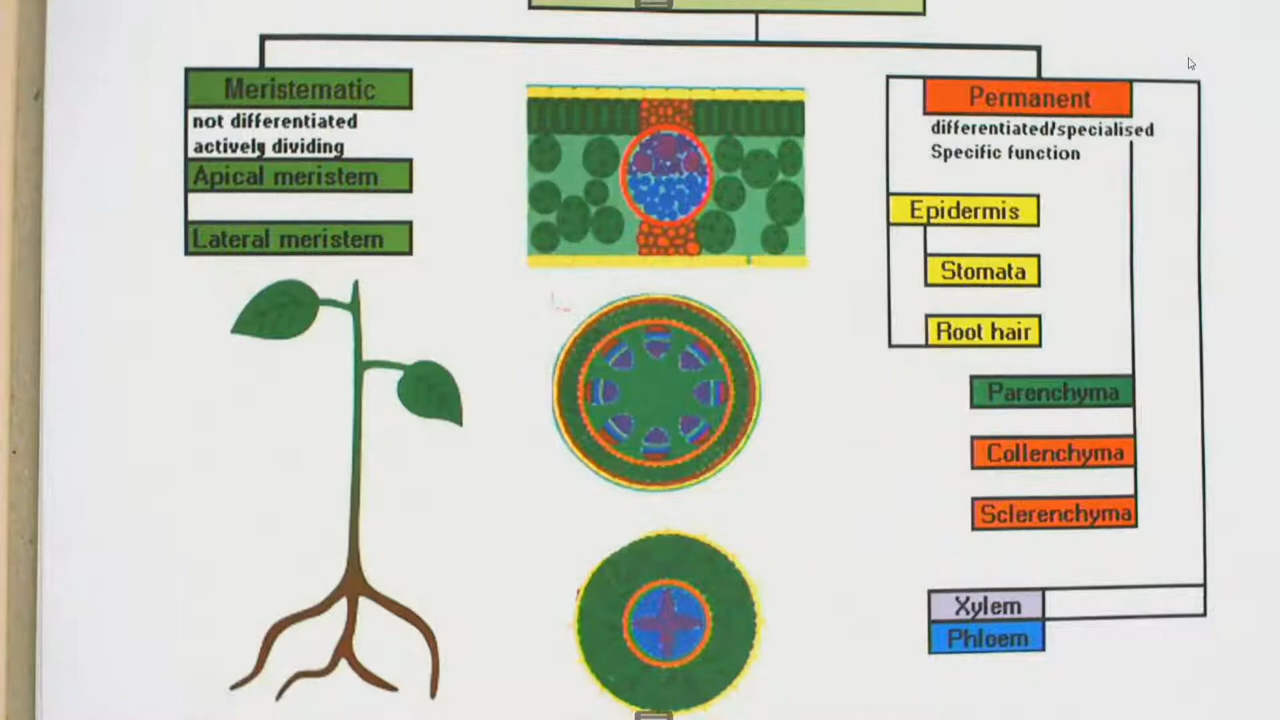 Meristematic
not differentiated
actively dividing
Apical meristem
Lateral meristem
Permanent
differentiated/specialised
Specific function
Epidermis
Stomata
Root hair
Parenchyma
Collenchyma
Sclerenchyma
Xylem
Phloem